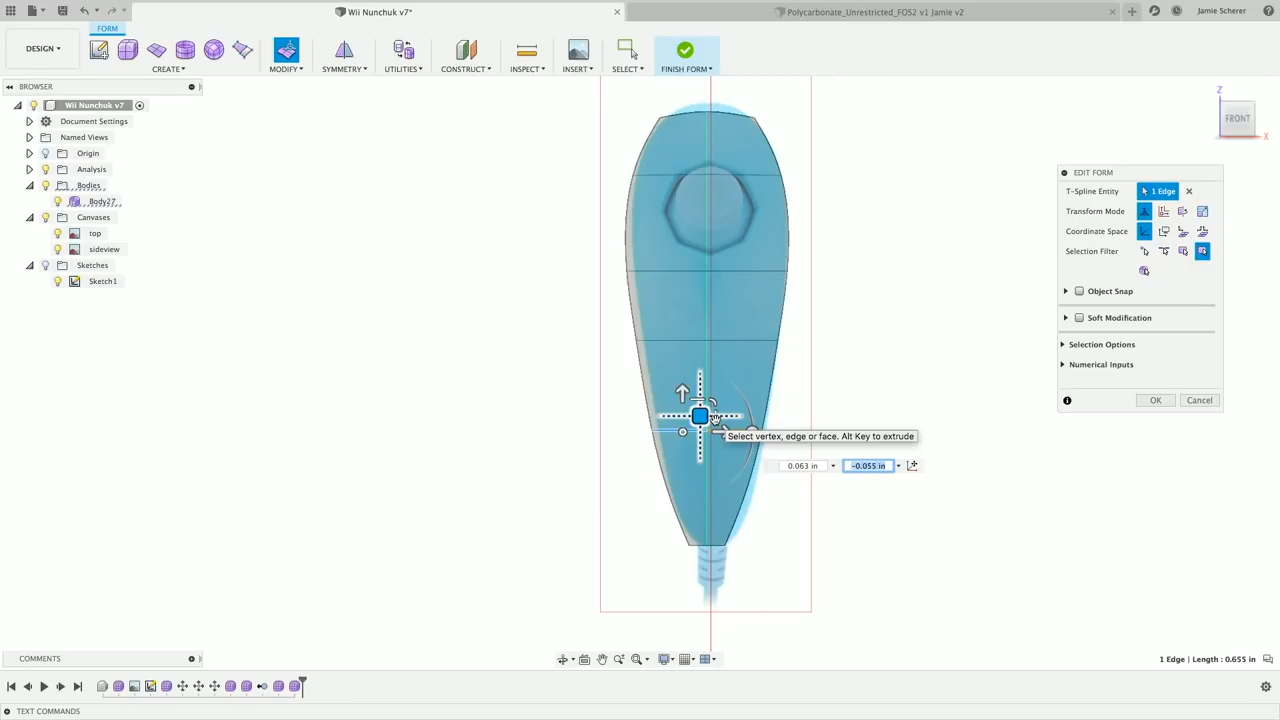 Wii Nunchuk v7*
Polycarbonate_Unrestricted_FOS2 v1 Jamie v2
Jamie Scherer
DESIGN
FORM
CREATE
MODIFY
SYMMETRY
UTILITIES
CONSTRUCT
INSPECT
INSERT
SELECT
FINISH FORM
BROWSER
Wii Nunchuk v7
Document Settings
Named Views
Origin
Analysis
Bodies
Body27
Canvases
top
sideview
Sketches
Sketch1
Z
FRONT
X
EDIT FORM
T-Spline Entity 1 Edge
Transform Mode
Coordinate Space
Selection Filter
Object Snap
Soft Modification
Selection Options
Numerical Inputs
OK Cancel
Select vertex, edge or face. Alt Key to extrude
0.063 in -0.055 in
COMMENTS
1 Edge | Length : 0.655 in
TEXT COMMANDS